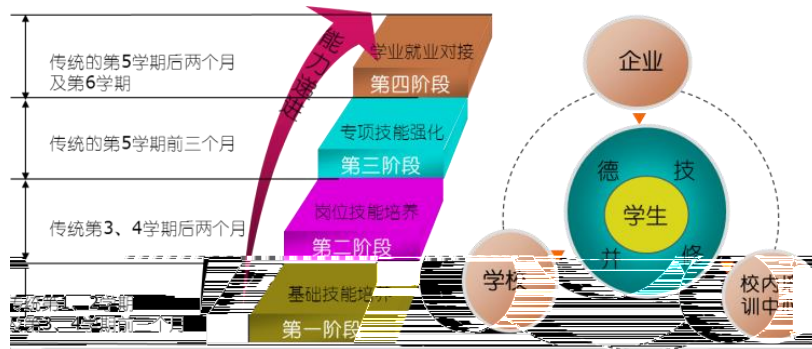 传统的第5学期后两个月
及第6学期
传统的第5学期前三个月
传统第3、4学期后两个月
能力递进
学业就业对接
第四阶段
专项技能强化
第三阶段
岗位技能培养
第二阶段
基础技能培养
第一阶段
企业
德 技
学生
并 修
学校
校内
训中